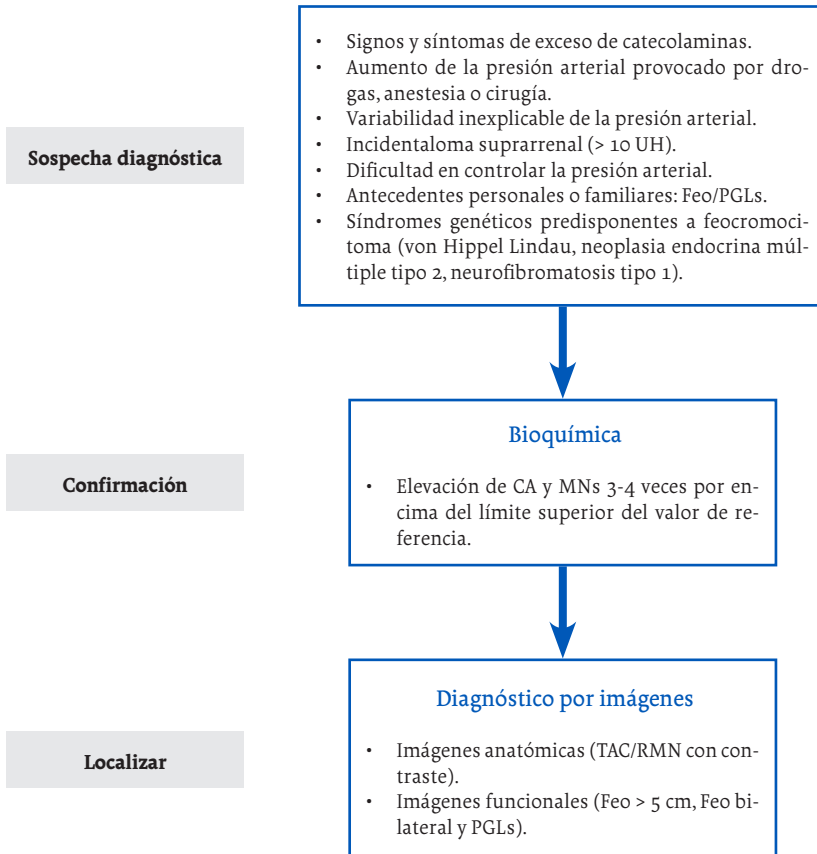 Sospecha diagnóstica
• Signos y síntomas de exceso de catecolaminas.
• Aumento de la presión arterial provocado por dro-
gas, anestesia o cirugía.
• Variabilidad inexplicable de la presión arterial.
• Incidentaloma suprarrenal (> 10 UH).
• Dificultad en controlar la presión arterial.
• Antecedentes personales o familiares: Feo/PGLs.
• Síndromes genéticos predisponentes a feocromoci-
toma (von Hippel Lindau, neoplasia endocrina múl-
tiple tipo 2, neurofibromatosis tipo 1).
Confirmación
Bioquímica
• Elevación de CA y MNs 3-4 veces por en-
cima del límite superior del valor de re-
ferencia.
Localizar
Diagnóstico por imágenes
• Imágenes anatómicas (TAC/RMN con con-
traste).
• Imágenes funcionales (Feo > 5 cm, Feo bi-
lateral y PGLs).